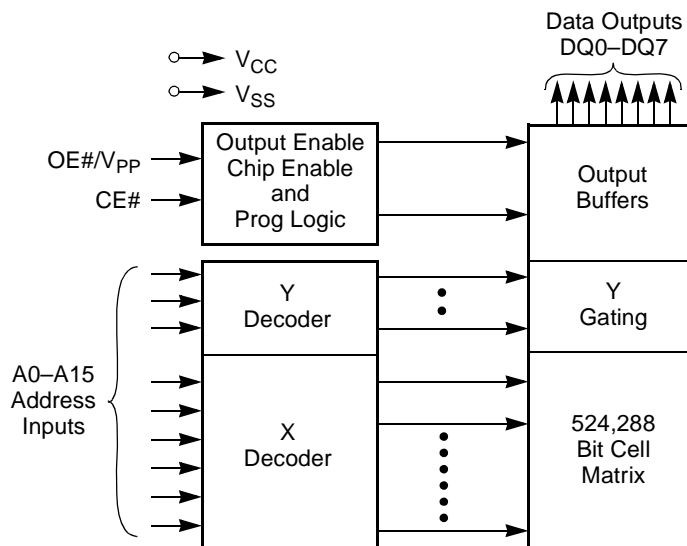 Data Outputs
DQ0–DQ7
VCC
VSS
OE#/VPP
CE#
Output Enable
Chip Enable
and
Prog Logic
Output
Buffers
A0–A15
Address
Inputs
Y
Decoder
Y
Gating
X
Decoder
524,288
Bit Cell
Matrix